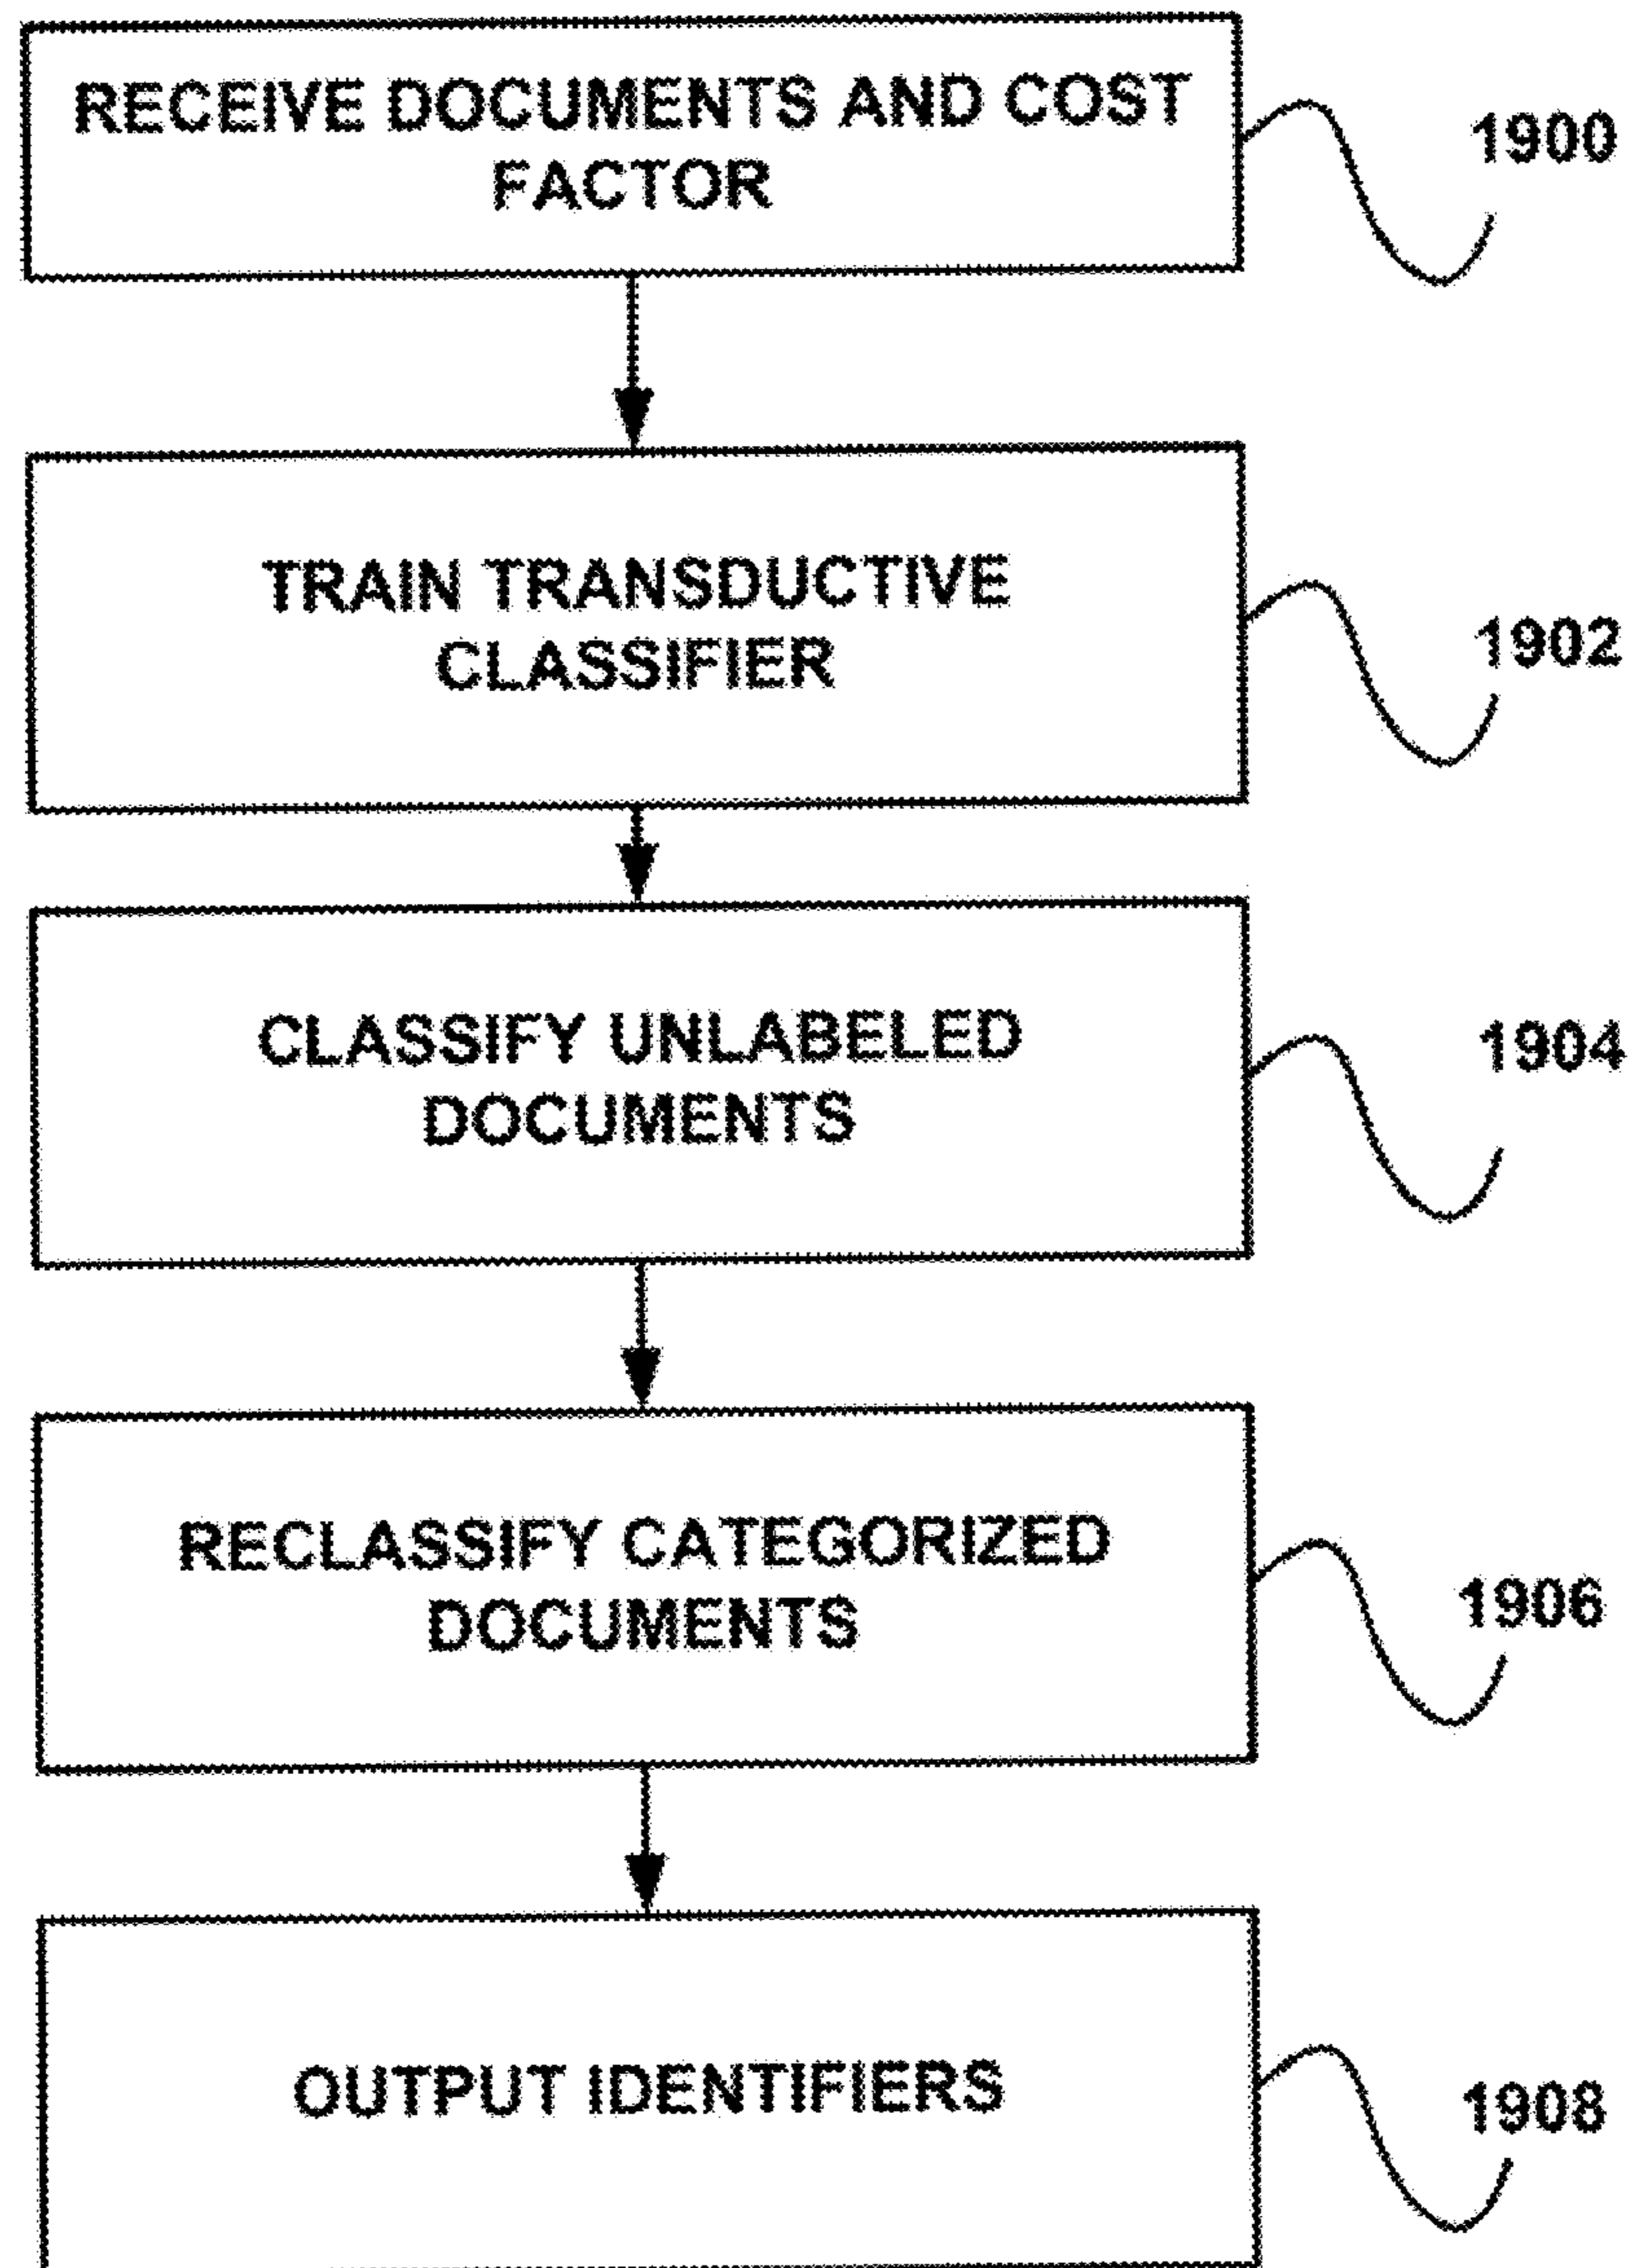 RECEIVE DOCUMENTS AND COST
FACTOR
1900
TRAIN TRANSDUCTIVE
CLASSIFIER
1902
CLASSIFY UNLABELED
DOCUMENTS
1904
RECLASSIFY CATEGORIZED
DOCUMENTS
1906
OUTPUT IDENTIFIERS
1908